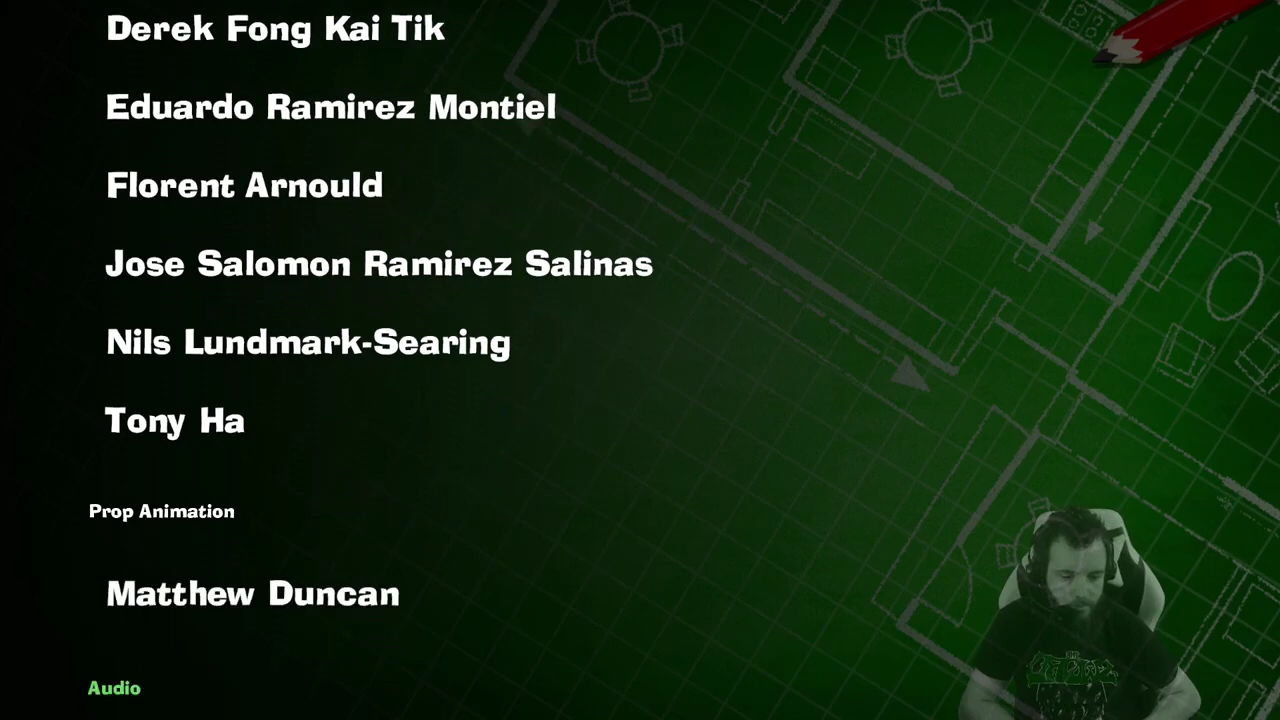 Derek Fong Kai Tik
Eduardo Ramirez Montiel
Florent Arnould
Jose Salomon Ramirez Salinas
Nils Lundmark-Searing
Tony Ha
Prop Animation
Matthew Duncan
Audio